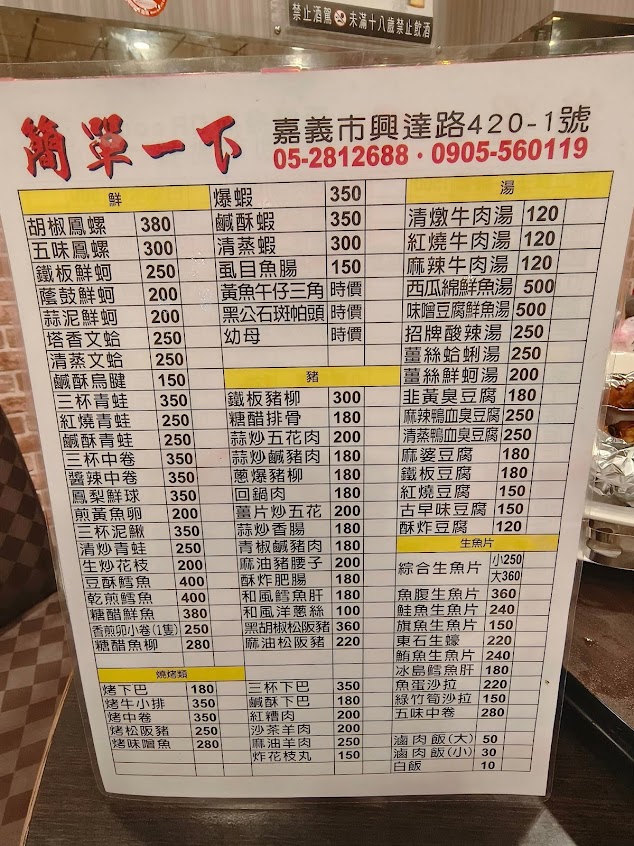 禁止酒駕 未滿十八歲禁止飲酒
簡單一下
嘉義市興達路420-1號
05-2812688・0905-560119
鮮
胡椒鳳螺 380
五味鳳螺 300
鐵板鮮蚵 250
蔭鼓鮮蚵 200
蒜泥鮮蚵 200
塔香文蛤 250
清蒸文蛤 250
鹹酥烏腱 150
三杯青蛙 350
紅燒青蛙 250
鹹酥青蛙 250
三杯中卷 350
醬辣中卷 350
鳳梨鮮球 350
煎黃魚卵 200
三杯泥鰍 350
清炒青蛙 250
生炒花枝 200
豆酥鱈魚 400
乾煎鱈魚 400
糖醋鮮魚 380
香煎卵小卷(1隻) 250
糖醋魚柳 280
爆蝦 350
鹹酥蝦 350
清蒸蝦 300
虱目魚腸 150
黃魚午仔三角 時價
黑公石斑帕頭 時價
幼母 時價
豬
鐵板豬柳 300
糖醋排骨 180
蒜炒五花肉 200
蒜炒鹹豬肉 180
蔥爆豬柳 180
回鍋肉 180
薑片炒五花 200
蒜炒香腸 180
青椒鹹豬肉 180
麻油豬腰子 200
酥炸肥腸 180
和風鱈魚肝 180
和風洋蔥絲 100
黑胡椒松阪豬 360
麻油松阪豬 220
湯
清燉牛肉湯 120
紅燒牛肉湯 120
麻辣牛肉湯 120
西瓜綿鮮魚湯 500
味噌豆腐鮮魚湯 500
招牌酸辣湯 250
薑絲蛤蜊湯 250
薑絲鮮蚵湯 200
韭黃臭豆腐 180
麻辣鴨血臭豆腐 250
清蒸鴨血臭豆腐 250
麻婆豆腐 180
鐵板豆腐 180
紅燒豆腐 150
古早味豆腐 150
酥炸豆腐 120
生魚片
綜合生魚片 小250
大360
魚腹生魚片 360
鮭魚生魚片 240
旗魚生魚片 150
東石生蠔 220
鮪魚生魚片 240
冰島鱈魚肝 180
魚蛋沙拉 220
綠竹筍沙拉 150
五味中卷 280
滷肉飯(大) 50
滷肉飯(小) 30
白飯 10
燒烤類
烤下巴 180
烤牛小排 350
烤中卷 350
烤松阪豬 250
烤味噌魚 280
三杯下巴 350
鹹酥下巴 180
紅糟肉 200
沙茶羊肉 200
麻油羊肉 250
炸花枝丸 150